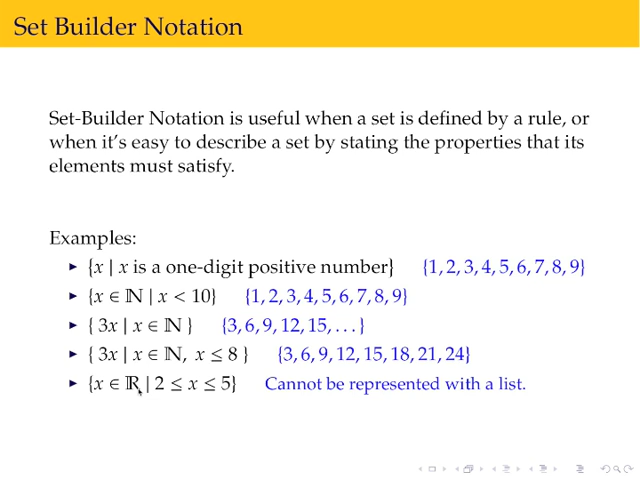 Set Builder Notation
Set-Builder Notation is useful when a set is defined by a rule, or
when it's easy to describe a set by stating the properties that its
elements must satisfy.
Examples:
▶ {x | x is a one-digit positive number} {1, 2, 3, 4, 5, 6, 7, 8, 9}
▶ {x ∈ ℕ | x < 10} {1, 2, 3, 4, 5, 6, 7, 8, 9}
▶ { 3x | x ∈ ℕ } {3, 6, 9, 12, 15, . . . }
▶ { 3x | x ∈ ℕ, x ≤ 8 } {3, 6, 9, 12, 15, 18, 21, 24}
▶ {x ∈ ℝ | 2 ≤ x ≤ 5} Cannot be represented with a list.